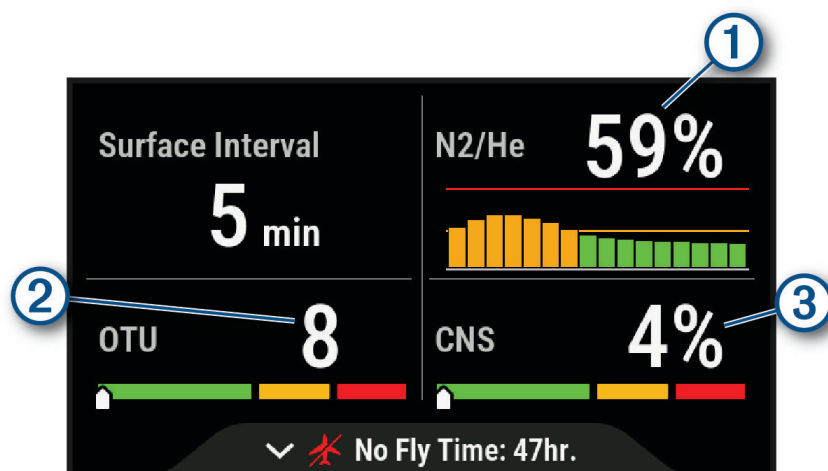 1
Surface Interval
5 min
N2/He 59%
2
OTU 8
CNS 4%
3
No Fly Time: 47hr.